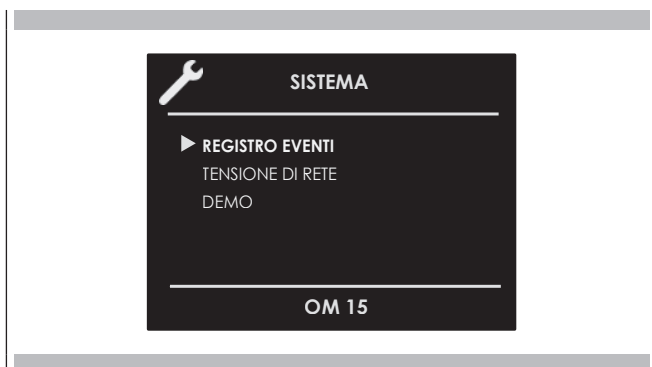 SISTEMA
REGISTRO EVENTI
TENSIONE DI RETE
DEMO
OM 15